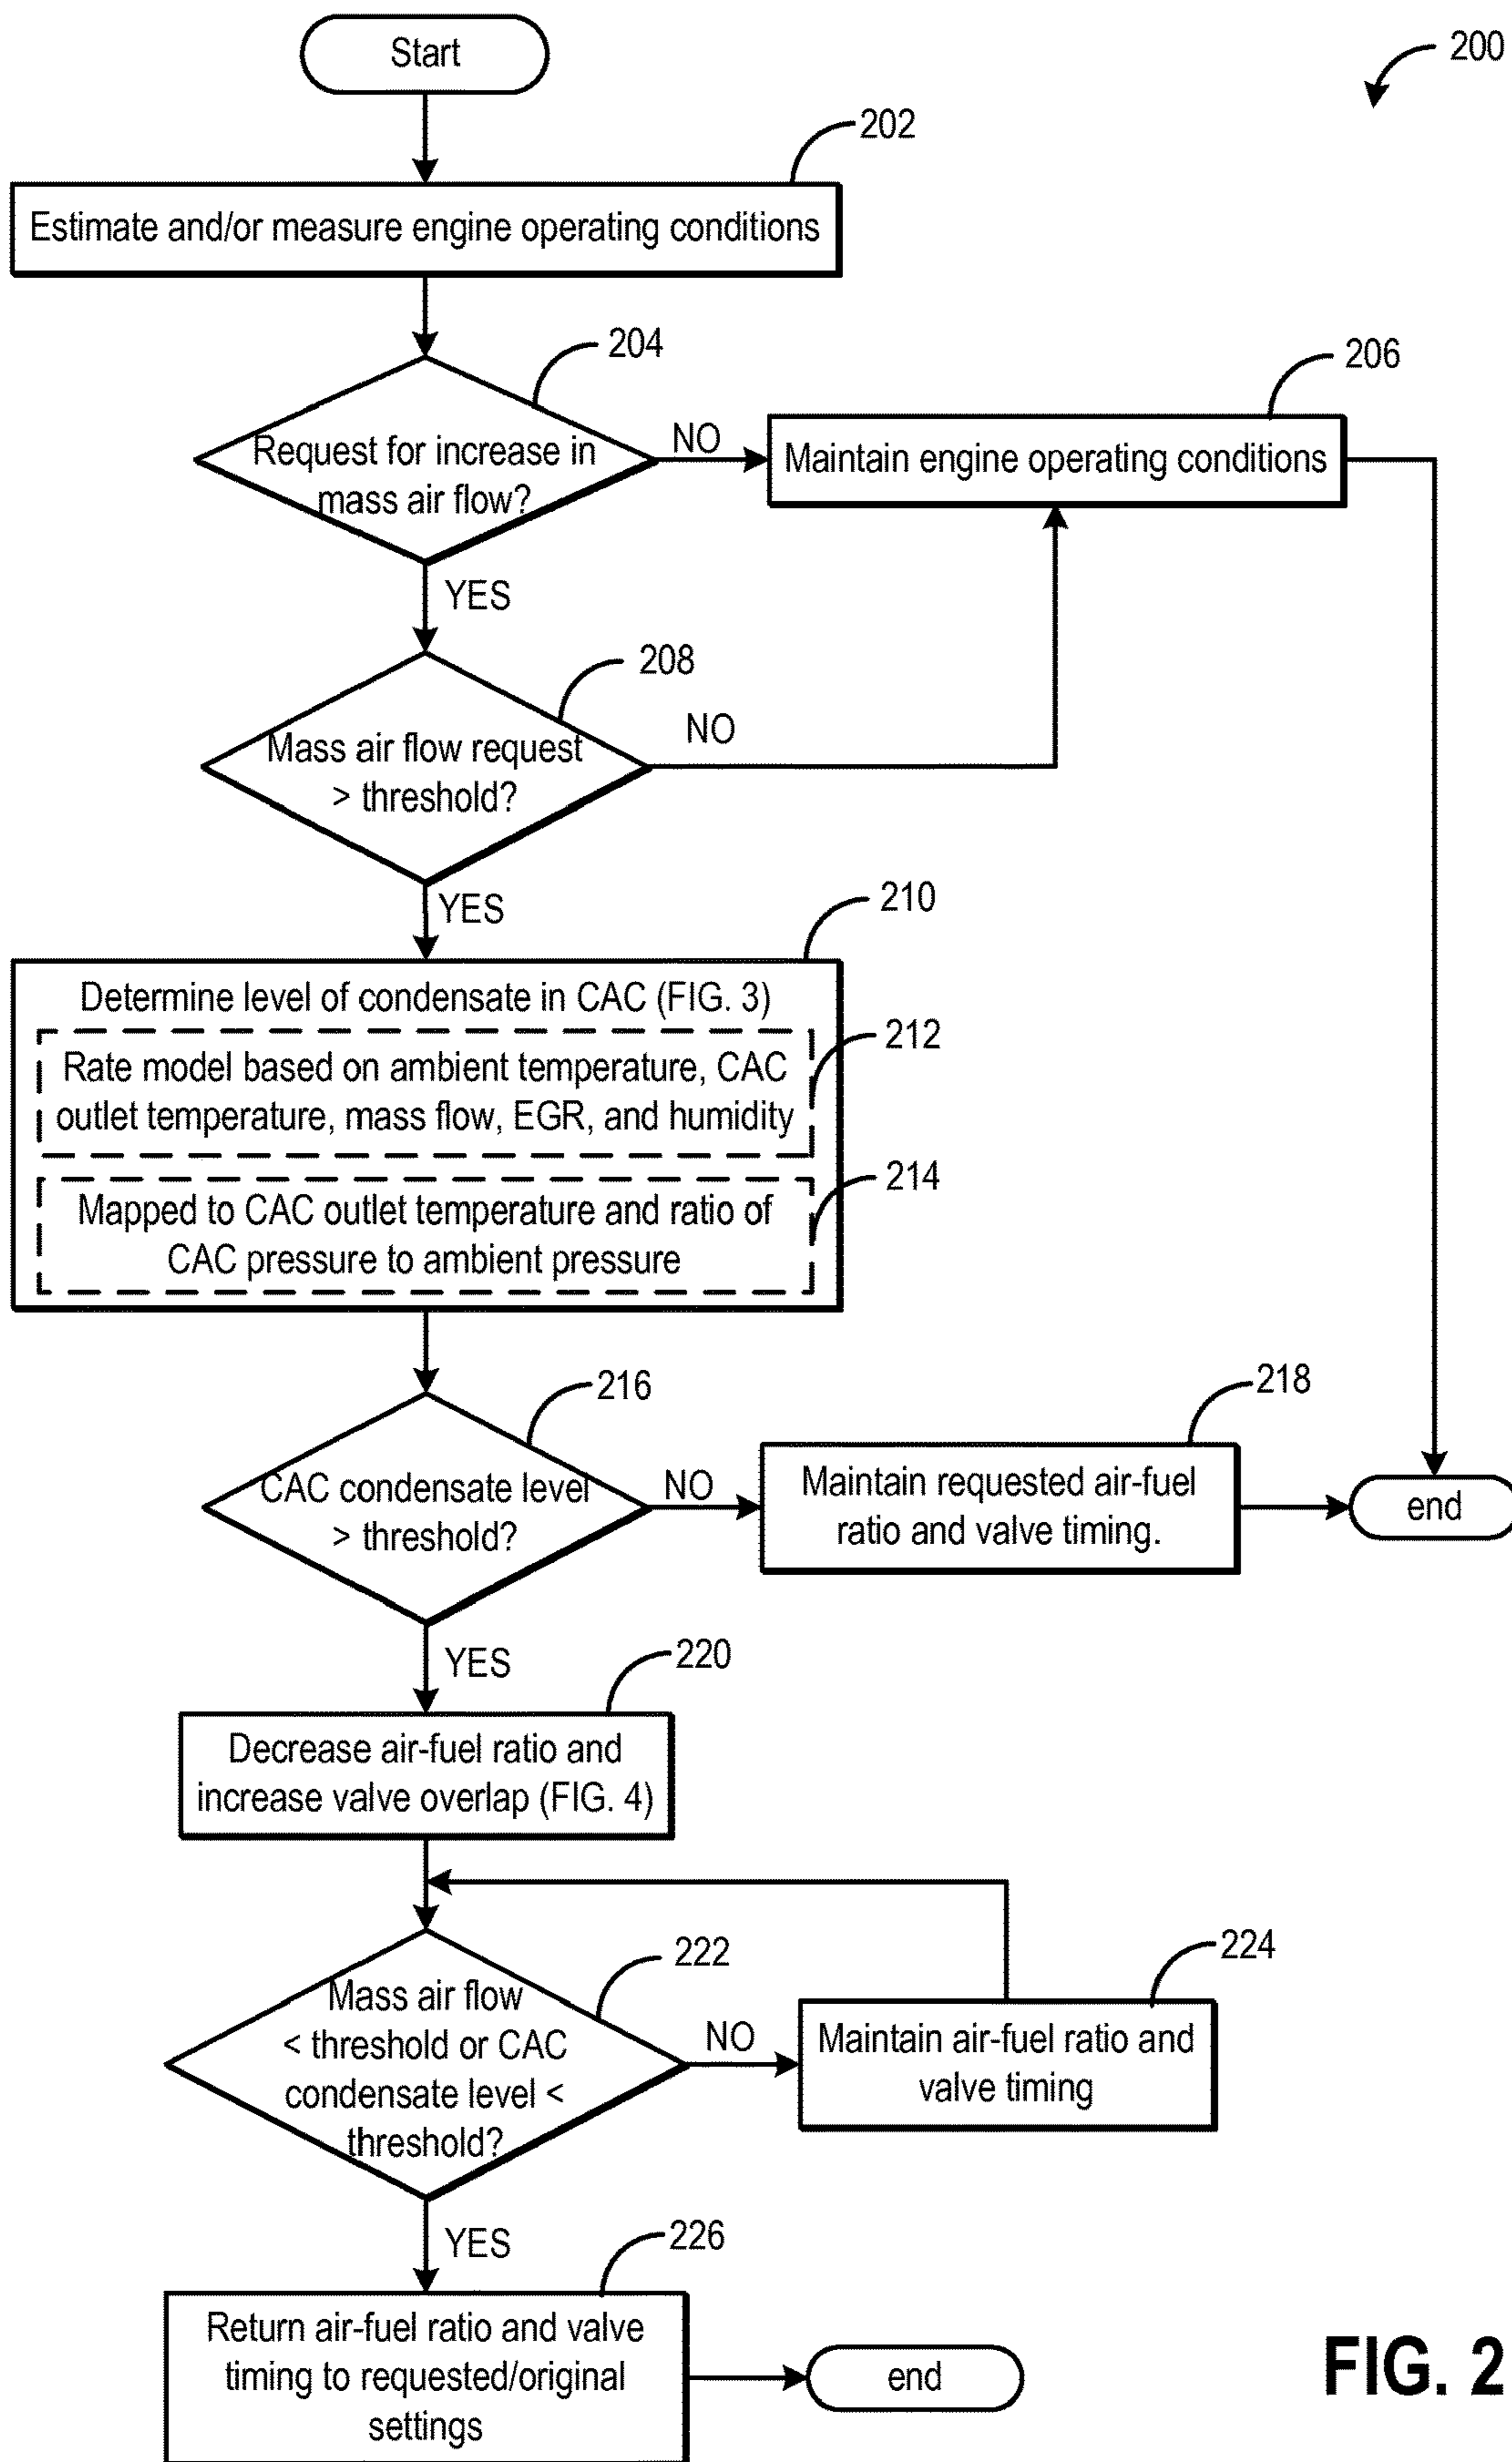 Start
200
202
Estimate and/or measure engine operating conditions
204
206
Request for increase in
mass air flow?
NO
Maintain engine operating conditions
YES
208
Mass air flow request
> threshold?
NO
YES
210
Determine level of condensate in CAC (FIG. 3)
212
Rate model based on ambient temperature, CAC
outlet temperature, mass flow, EGR, and humidity
214
Mapped to CAC outlet temperature and ratio of
CAC pressure to ambient pressure
216
218
CAC condensate level
> threshold?
NO
Maintain requested air-fuel
ratio and valve timing.
end
YES
220
Decrease air-fuel ratio and
increase valve overlap (FIG. 4)
222
224
Mass air flow
< threshold or CAC
condensate level <
threshold?
NO
Maintain air-fuel ratio and
valve timing
YES
226
Return air-fuel ratio and valve
timing to requested/original
settings
end
FIG. 2